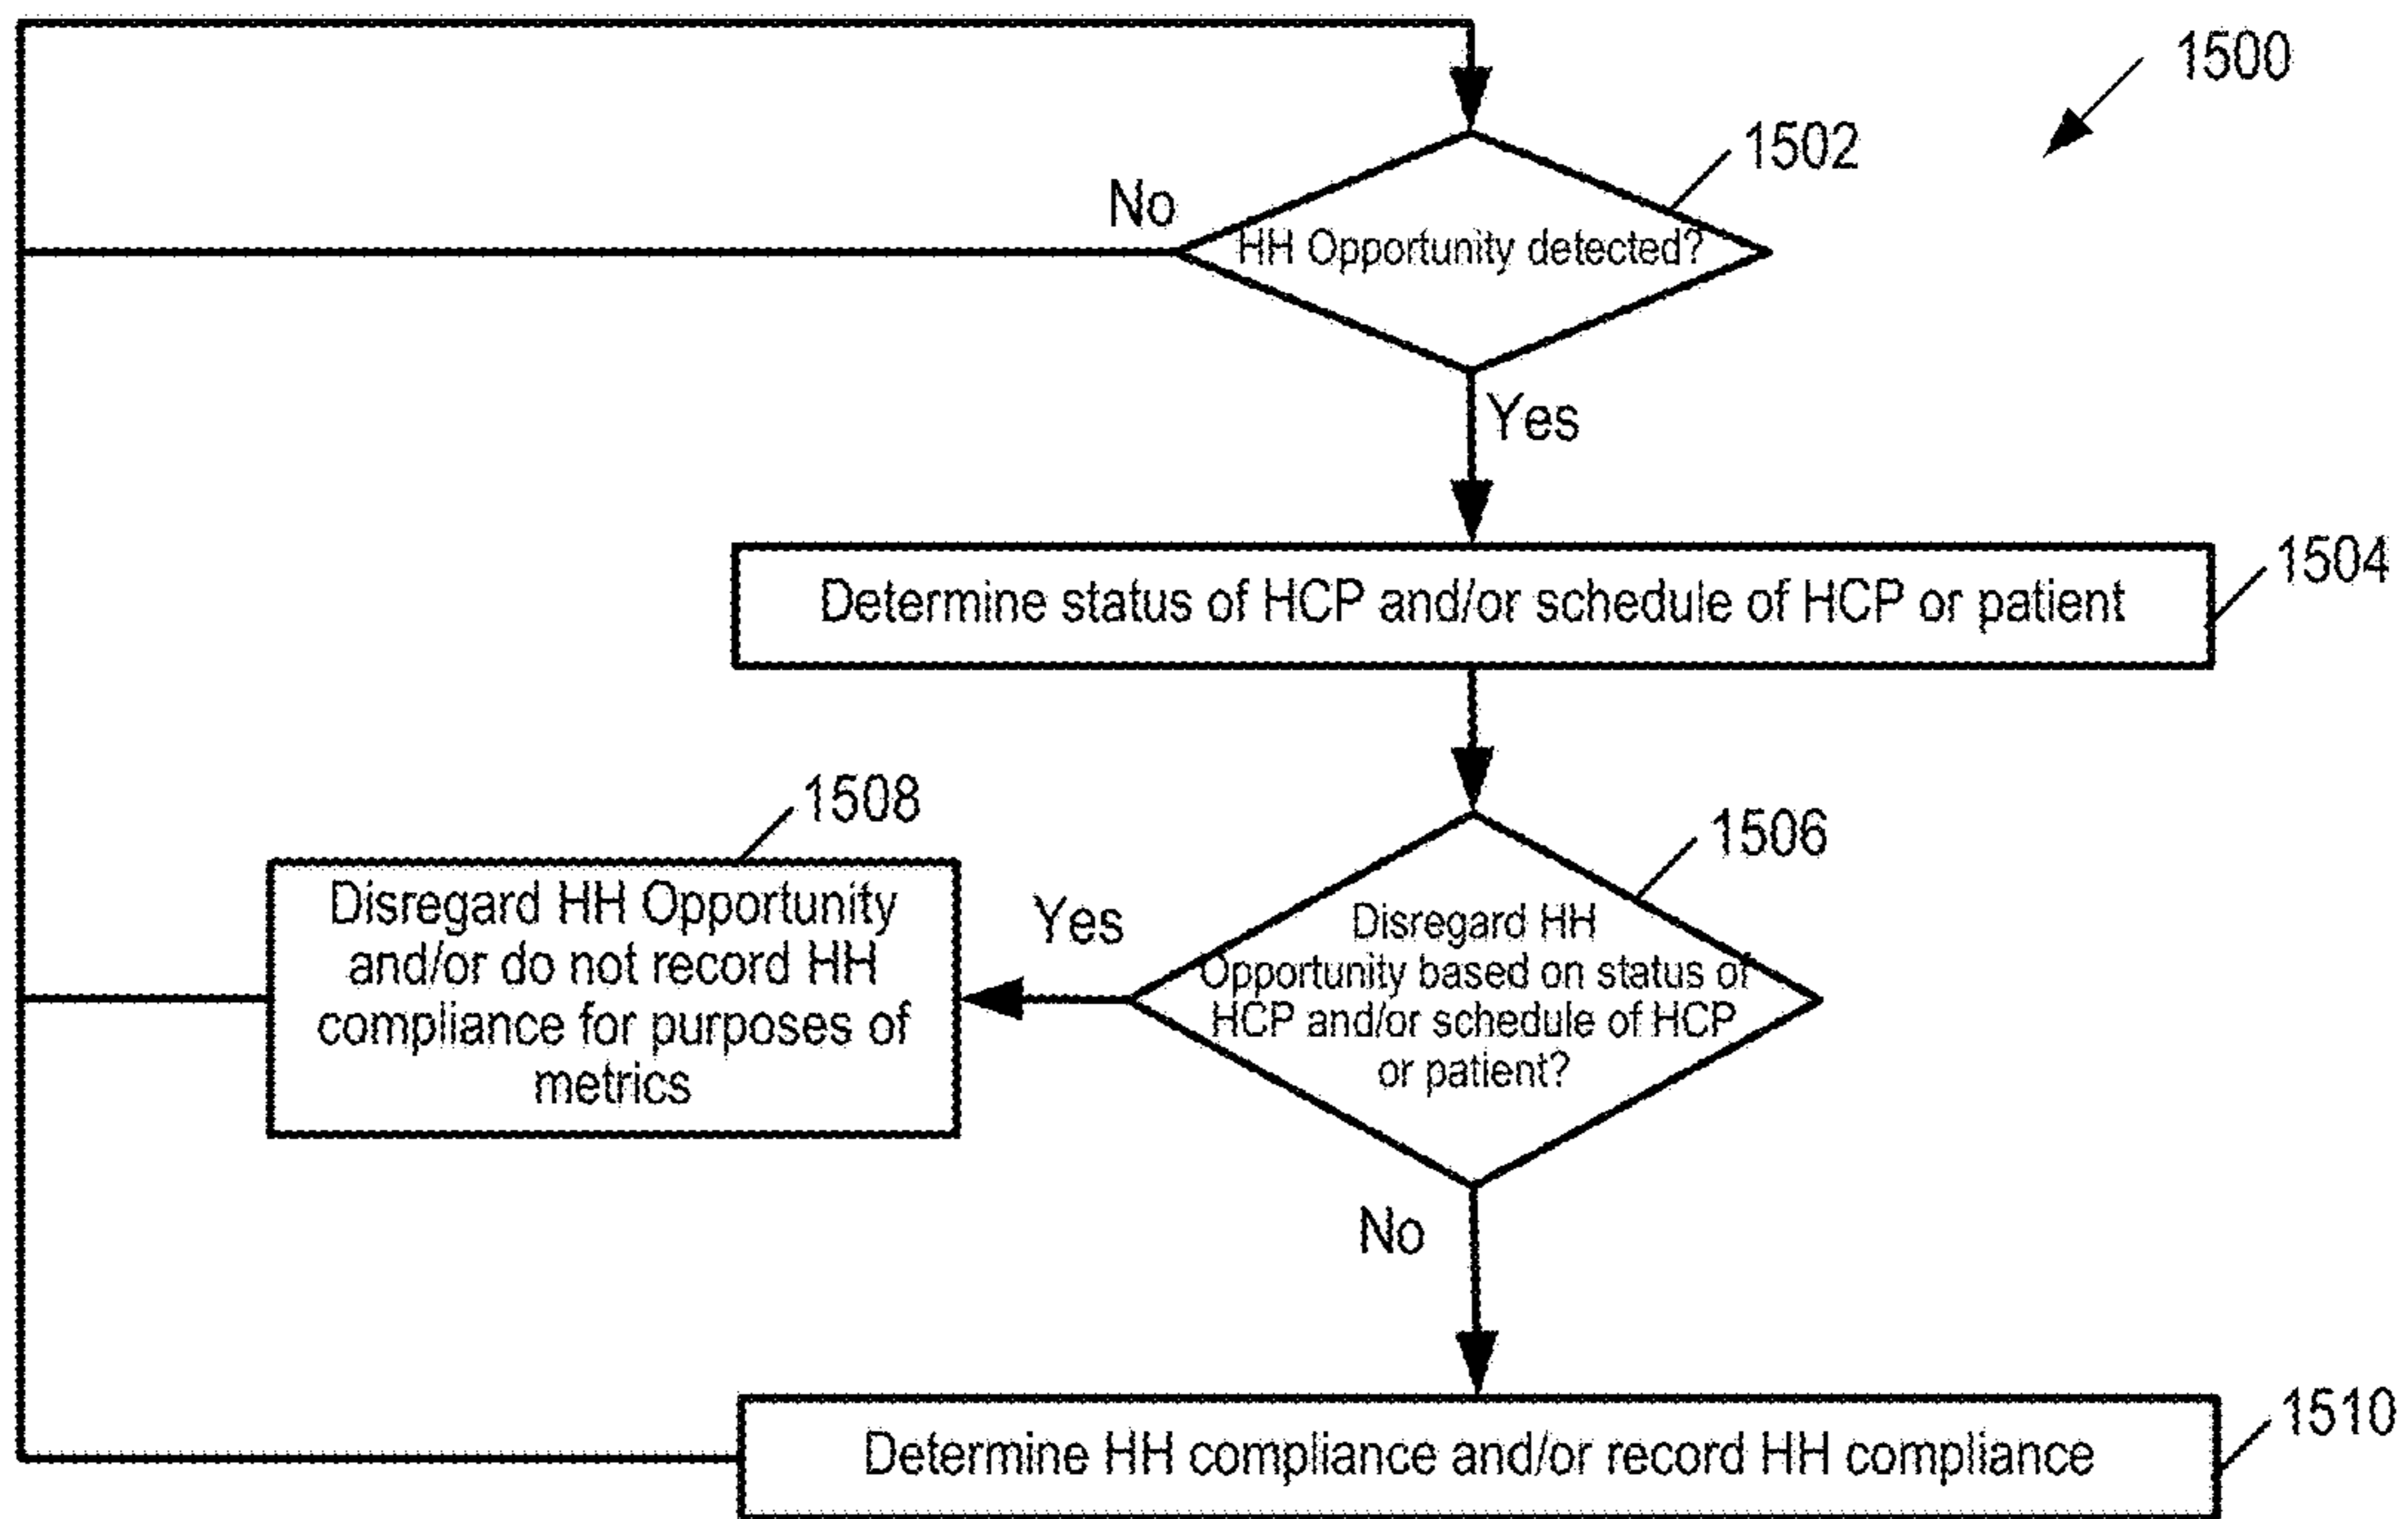 1500
1502
No
HH Opportunity detected?
Yes
1504
Determine status of HCP and/or schedule of HCP or patient
1508
1506
Disregard HH Opportunity
and/or do not record HH
compliance for purposes of
metrics
Yes
Disregard HH
Opportunity based on status of
HCP and/or schedule of HCP
or patient?
No
1510
Determine HH compliance and/or record HH compliance